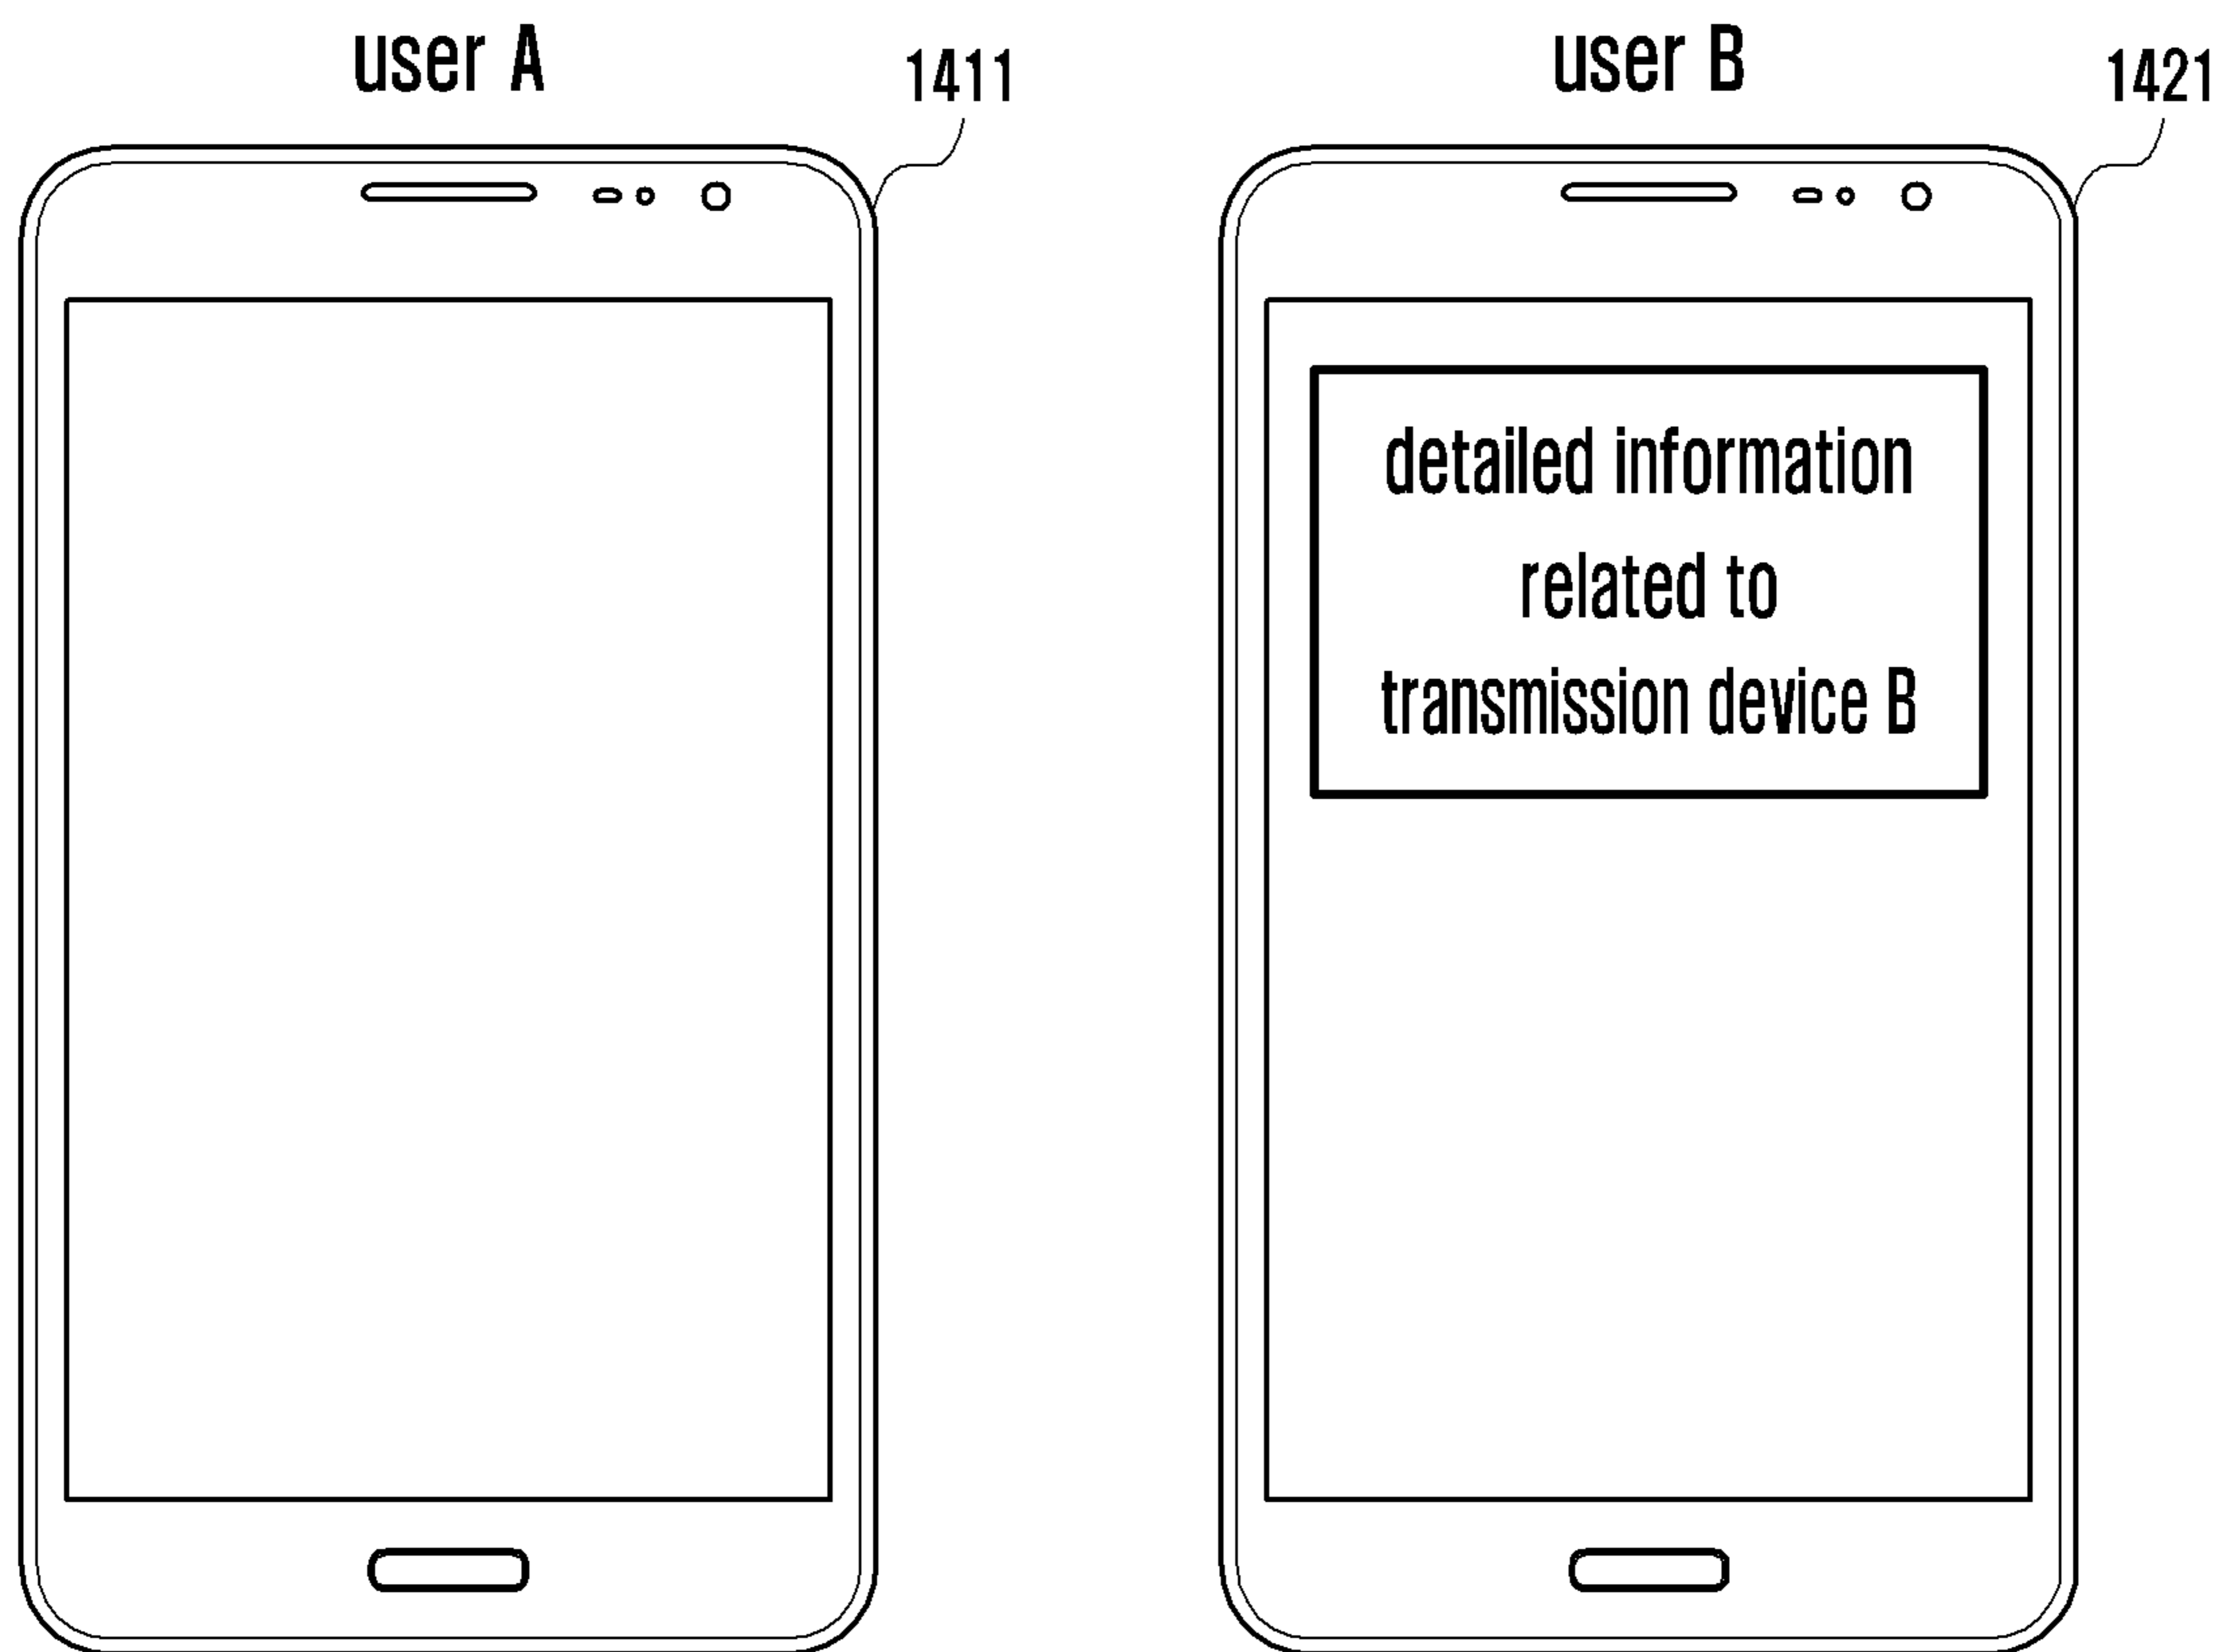 user A
1411
user B
1421
detailed information
related to
transmission device B